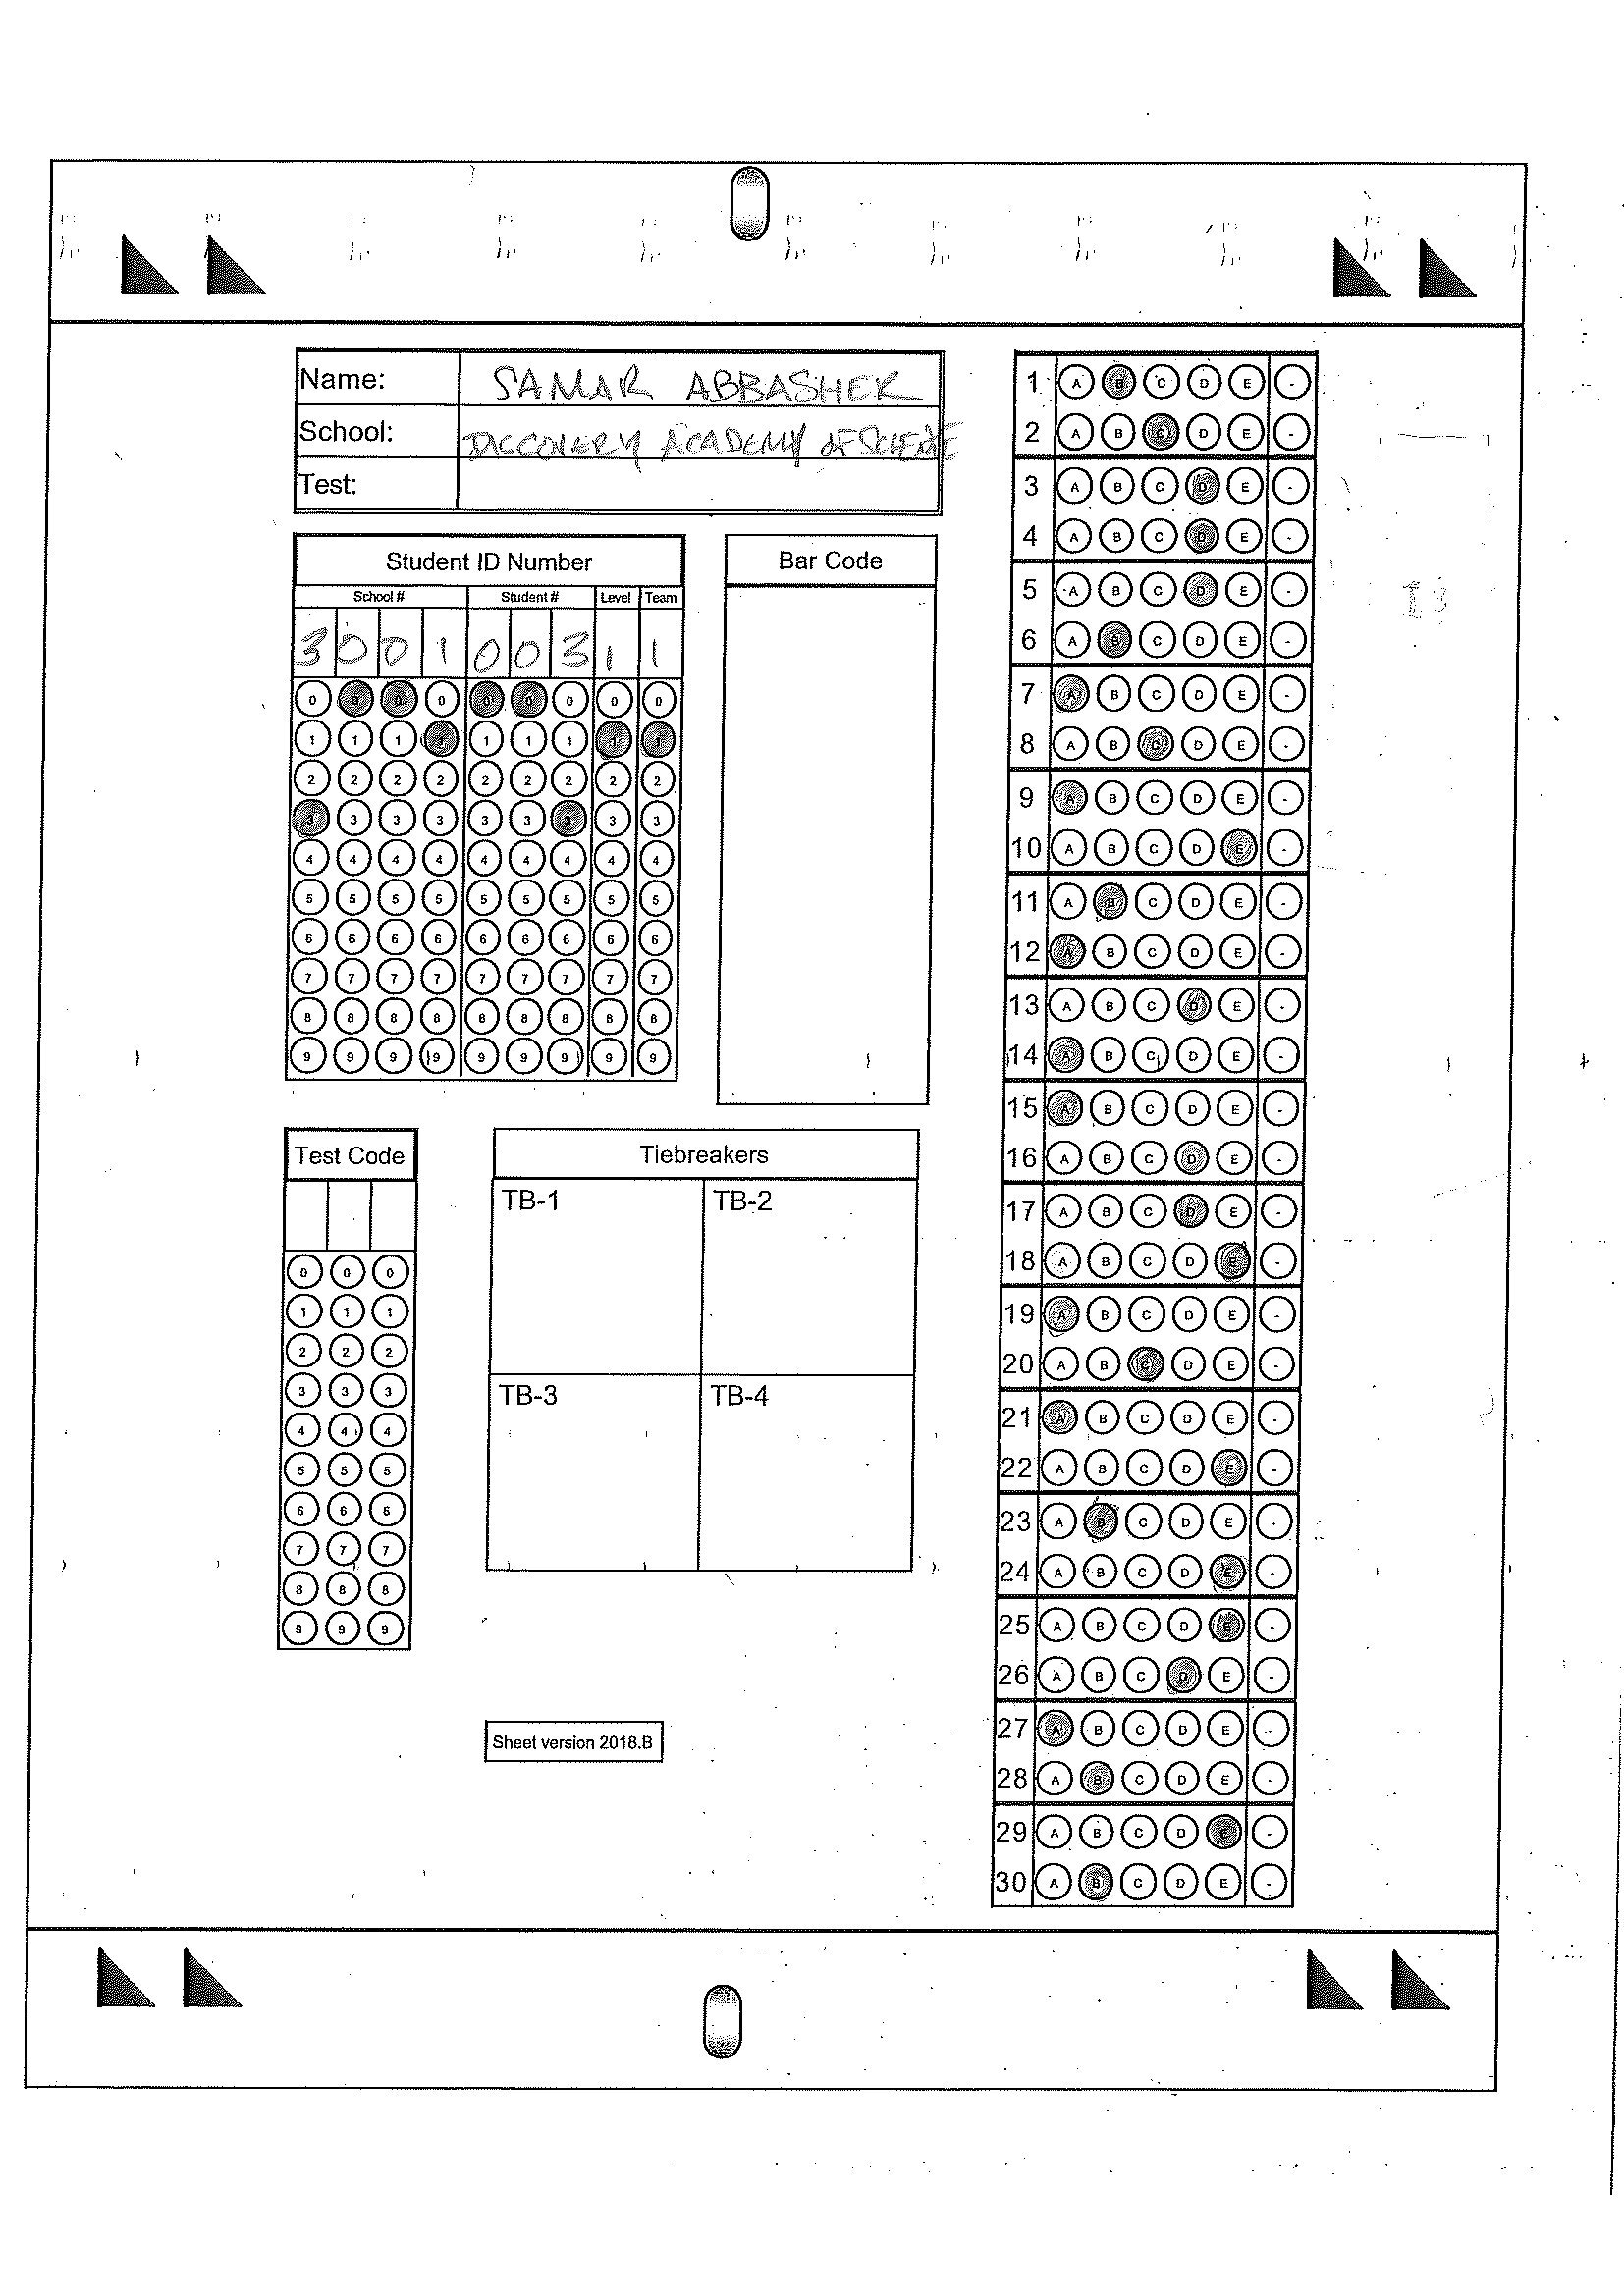 Name: SAMAR ABBASHER
School: DISCOVERY ACADEMY OF SCIENCE
Test:
Student ID Number
School # Student # Level Team
3 0 0 1 0 0 3 1 1
0 0 0 0 0 0 0 0 0
1 1 1 1 1 1 1 1 1
2 2 2 2 2 2 2 2 2
3 3 3 3 3 3 3 3 3
4 4 4 4 4 4 4 4 4
5 5 5 5 5 5 5 5 5
6 6 6 6 6 6 6 6 6
7 7 7 7 7 7 7 7 7
8 8 8 8 8 8 8 8 8
9 9 9 9 9 9 9 9 9
Bar Code
Test Code
0 0 0
1 1 1
2 2 2
3 3 3
4 4 4
5 5 5
6 6 6
7 7 7
8 8 8
9 9 9
Tiebreakers
TB-1 TB-2
TB-3 TB-4
Sheet version 2018.B
1 A B C D E -
2 A B C D E -
3 A B C D E -
4 A B C D E -
5 A B C D E -
6 A B C D E -
7 A B C D E -
8 A B C D E -
9 A B C D E -
10 A B C D E -
11 A B C D E -
12 A B C D E -
13 A B C D E -
14 A B C D E -
15 A B C D E -
16 A B C D E -
17 A B C D E -
18 A B C D E -
19 A B C D E -
20 A B C D E -
21 A B C D E -
22 A B C D E -
23 A B C D E -
24 A B C D E -
25 A B C D E -
26 A B C D E -
27 A B C D E -
28 A B C D E -
29 A B C D E -
30 A B C D E -